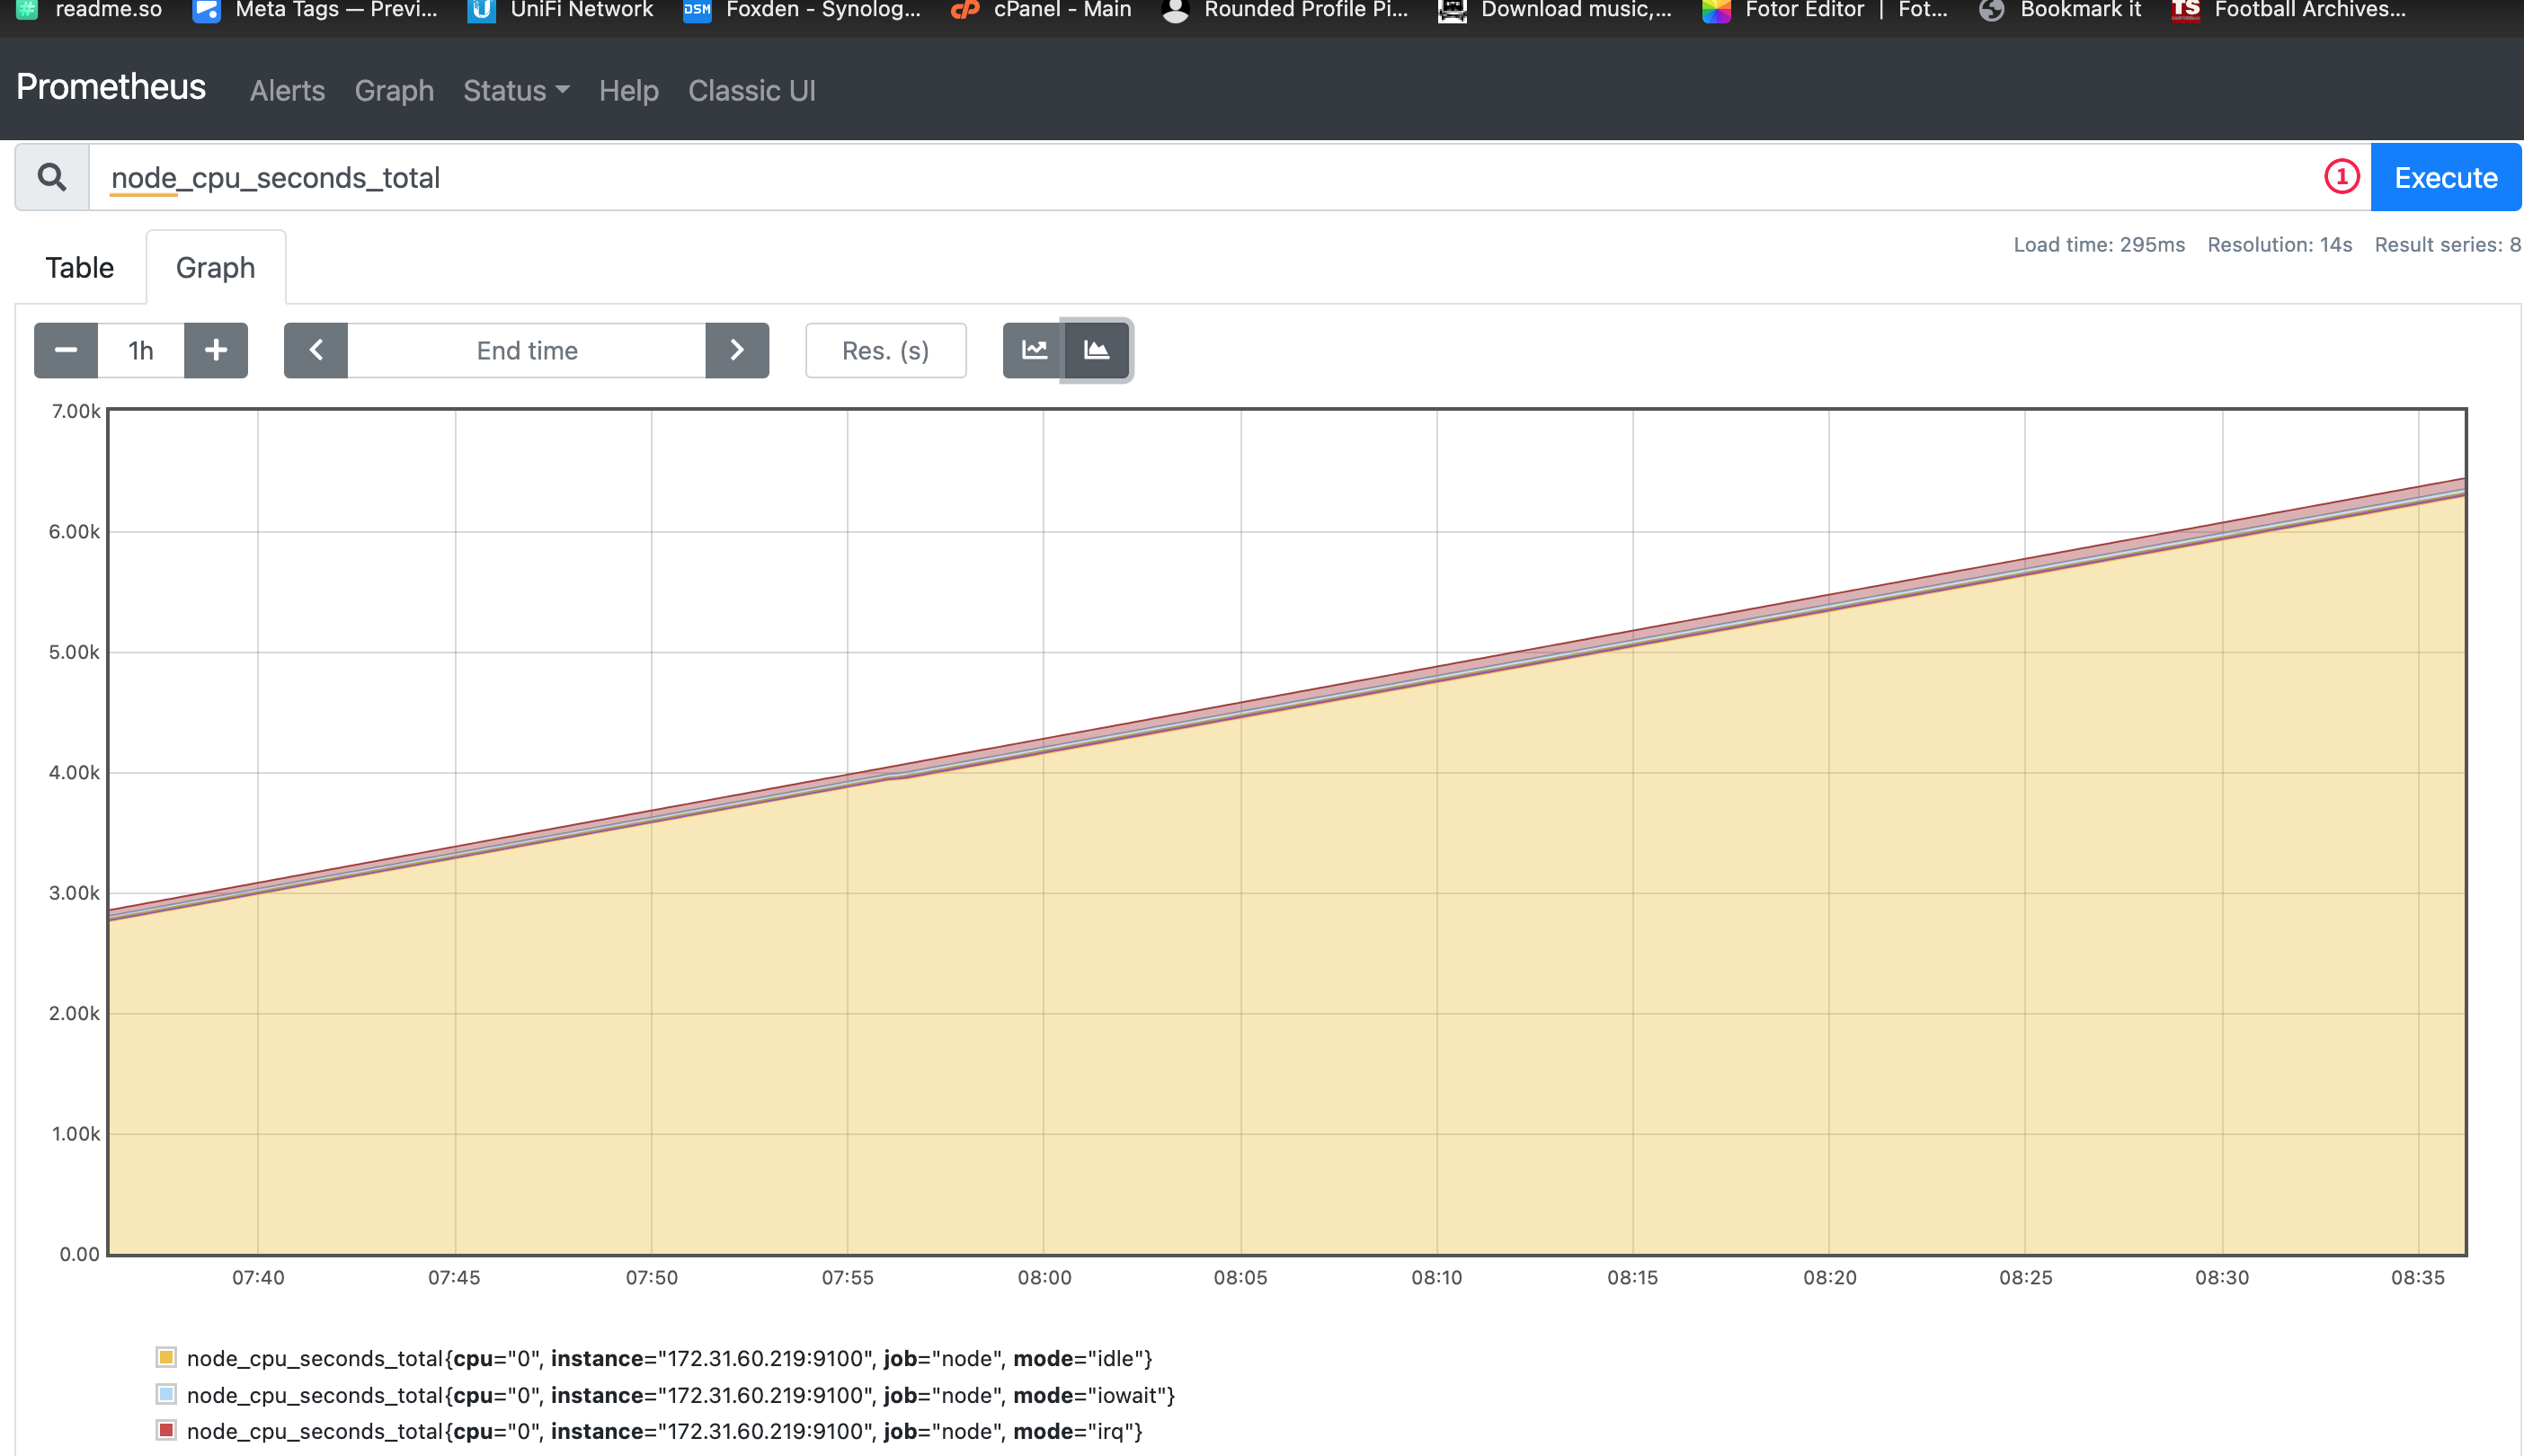 readme.so Meta Tags — Previ... UniFi Network DSM Foxden - Synolog... cP cPanel - Main Rounded Profile Pi... Download music,... Fotor Editor | Fot... Bookmark it TS Football Archives...
Prometheus Alerts Graph Status Help Classic UI
node_cpu_seconds_total 1 Execute
Load time: 295ms Resolution: 14s Result series: 8
Table Graph
1h End time Res. (s)
7.00k
6.00k
5.00k
4.00k
3.00k
2.00k
1.00k
0.00
07:40 07:45 07:50 07:55 08:00 08:05 08:10 08:15 08:20 08:25 08:30 08:35
node_cpu_seconds_total{cpu="0", instance="172.31.60.219:9100", job="node", mode="idle"}
node_cpu_seconds_total{cpu="0", instance="172.31.60.219:9100", job="node", mode="iowait"}
node_cpu_seconds_total{cpu="0", instance="172.31.60.219:9100", job="node", mode="irq"}